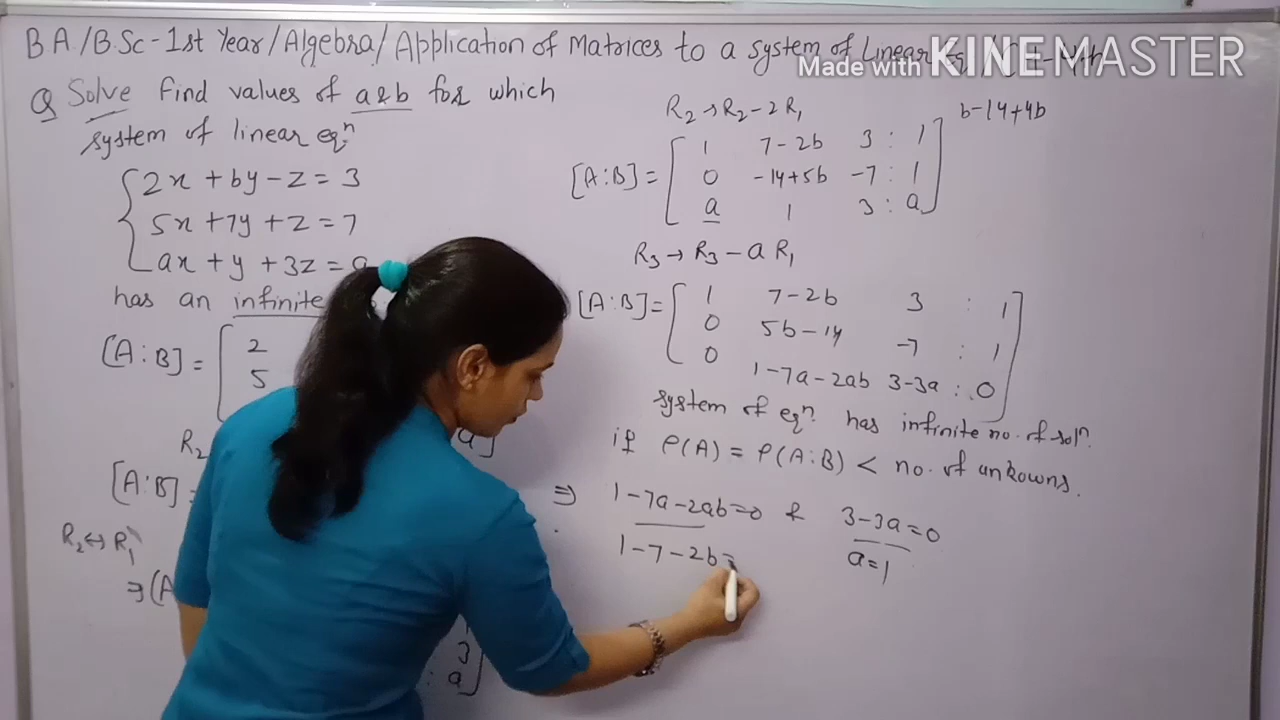 B.A./B.Sc-1st Year/Algebra/Application of Matrices to a system of Linear
Made with KINEMASTER
Q Solve Find values of a & b for which
system of linear eqn.
2x + by - z = 3
5x + 7y + z = 7
ax + y + 3z = a
has an infinite
[A:B] = [ 2
5
a ]
R2
[A:B] =
R2 ↔ R1
⇒ [A
3
: a ]
R2 → R2 - 2R1
b-14+4b
[A:B] = [ 1 7-2b 3 : 1 ]
0 -14+5b -7 : 1
a 1 3 : a
R3 → R3 - a R1
[A:B] = [ 1 7-2b 3 : 1 ]
0 5b-14 -7 : 1
0 1-7a-2ab 3-3a : 0
system of eqn. has infinite no. of soln.
if ρ(A) = ρ(A:B) < no. of unkowns.
⇒ 1-7a-2ab=0 & 3-3a=0
1-7-2b= a=1